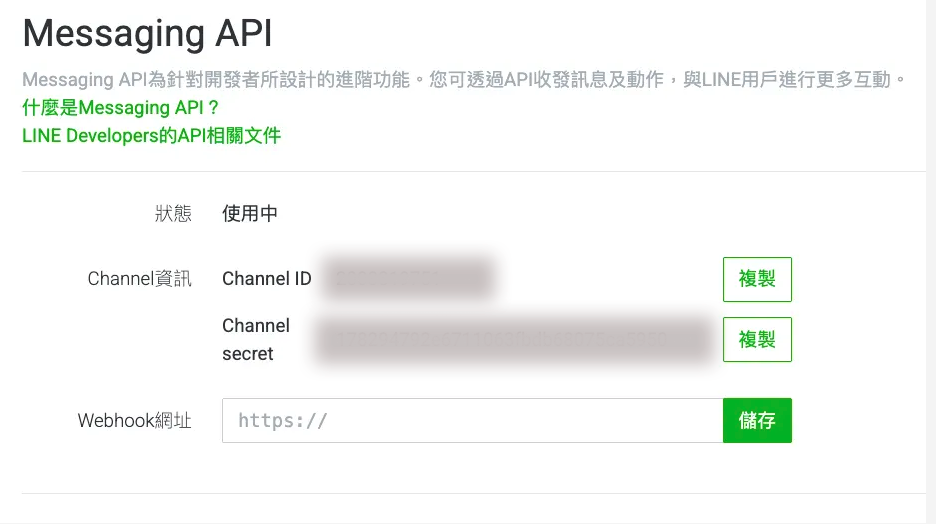 Messaging API
Messaging API為針對開發者所設計的進階功能。您可透過API收發訊息及動作，與LINE用戶進行更多互動。
什麼是Messaging API？
LINE Developers的API相關文件
狀態 使用中
Channel資訊 Channel ID 複製
Channel
secret 複製
Webhook網址 https:// 儲存